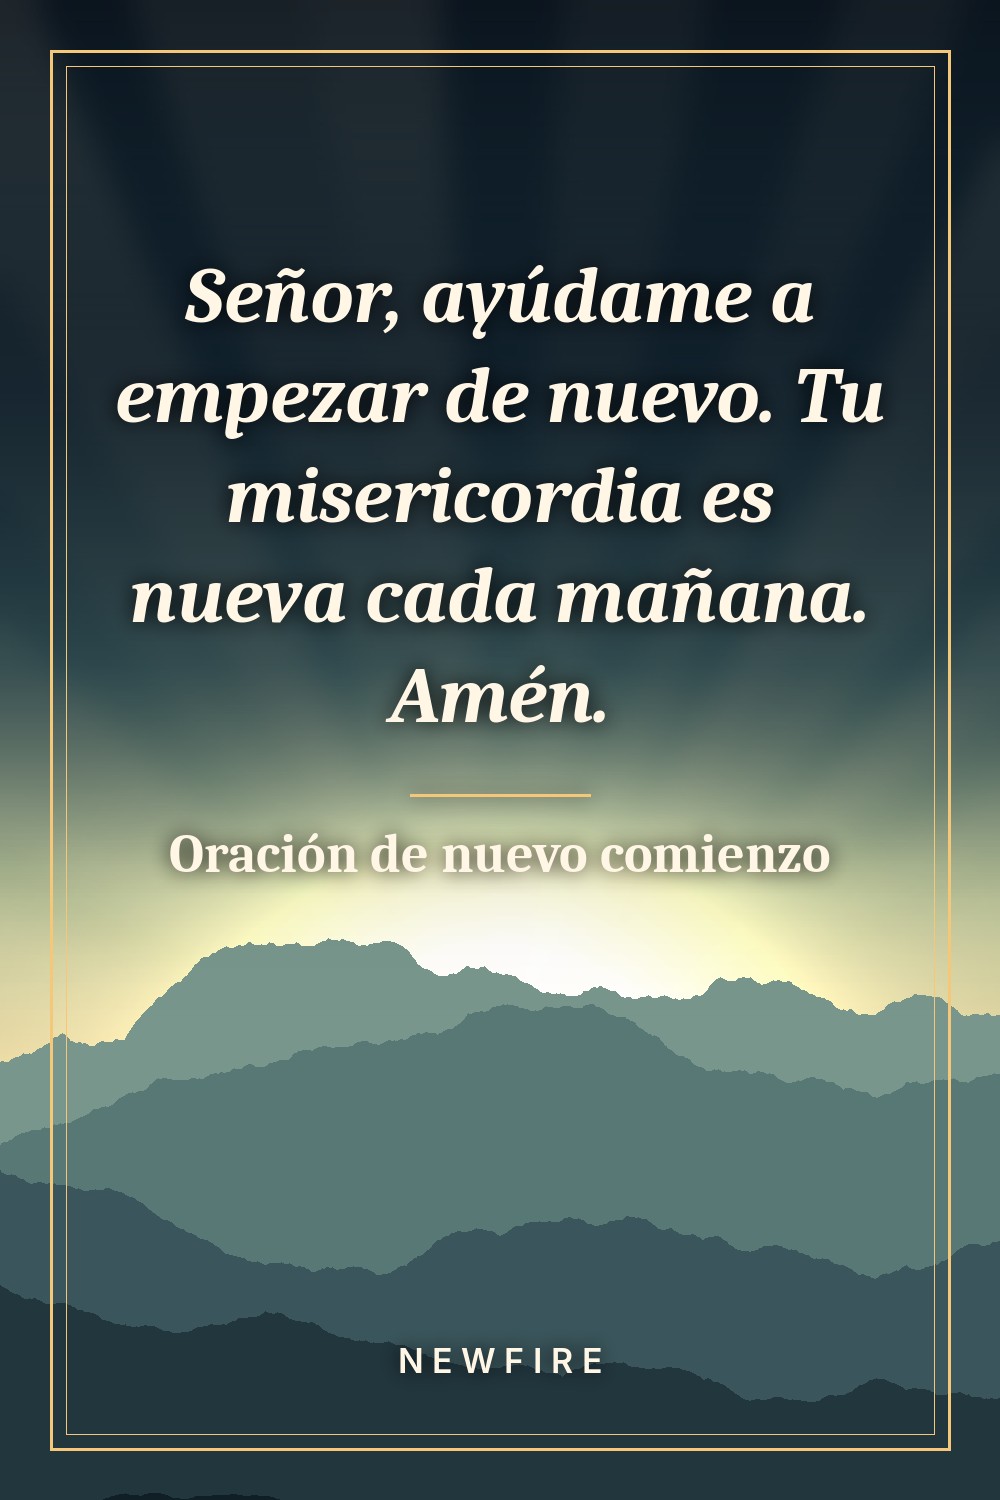 Señor, ayúdame a
empezar de nuevo. Tu
misericordia es
nueva cada mañana.
Amén.
Oración de nuevo comienzo
NEWFIRE